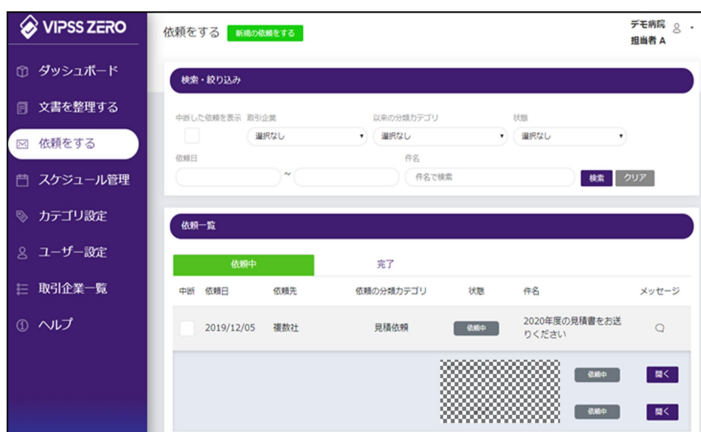 VIPSS ZERO
ダッシュボード
文書を整理する
依頼をする
スケジュール管理
カテゴリ設定
ユーザー設定
取引企業一覧
ヘルプ
依頼をする 新規の依頼をする
デモ病院
担当者 A
検索・絞り込み
中断した依頼を表示 取引企業 以来の分類カテゴリ 状態
選択なし 選択なし 選択なし
依頼日 件名
~ 件名で検索 検索 クリア
依頼一覧
依頼中 完了
中断 依頼日 依頼先 依頼の分類カテゴリ 状態 件名 メッセージ
2019/12/05 複数社 見積依頼 依頼中 2020年度の見積書をお送
りください
依頼中 開く
依頼中 開く